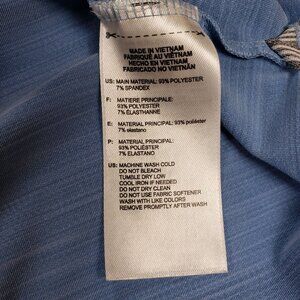 MADE IN VIETNAM
FABRIQUÉ AU VIÊTNAM
HECHO EN VIETNAM
FABRICADO NO VIETNÃ
US: MAIN MATERIAL: 93% POLYESTER
7% SPANDEX
F: MATIERE PRINCIPALE:
93% POLYESTER
7% ÉLASTHANNE
E: MATERIAL PRINCIPAL: 93% poliéster
7% elastano
P: MATERIAL PRINCIPAL:
93% POLIÉSTER
7% ELASTANO
US: MACHINE WASH COLD
DO NOT BLEACH
TUMBLE DRY LOW
COOL IRON IF NEEDED
DO NOT DRY CLEAN
DO NOT USE FABRIC SOFTENER
WASH WITH LIKE COLORS
REMOVE PROMPTLY AFTER WASH